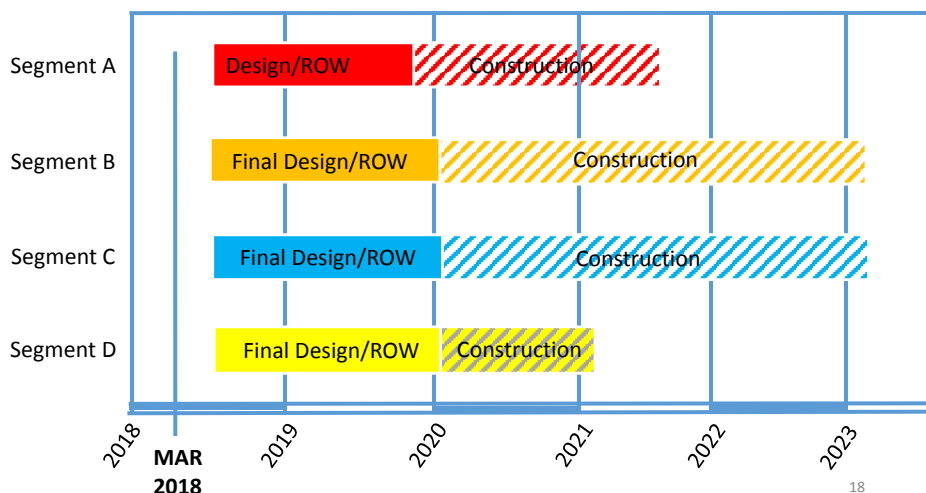 Segment A
Design/ROW
Construction
Segment B
Final Design/ROW
Construction
Segment C
Final Design/ROW
Construction
Segment D
Final Design/ROW
Construction
2018
2019
2020
2021
2022
2023
MAR
2018
18